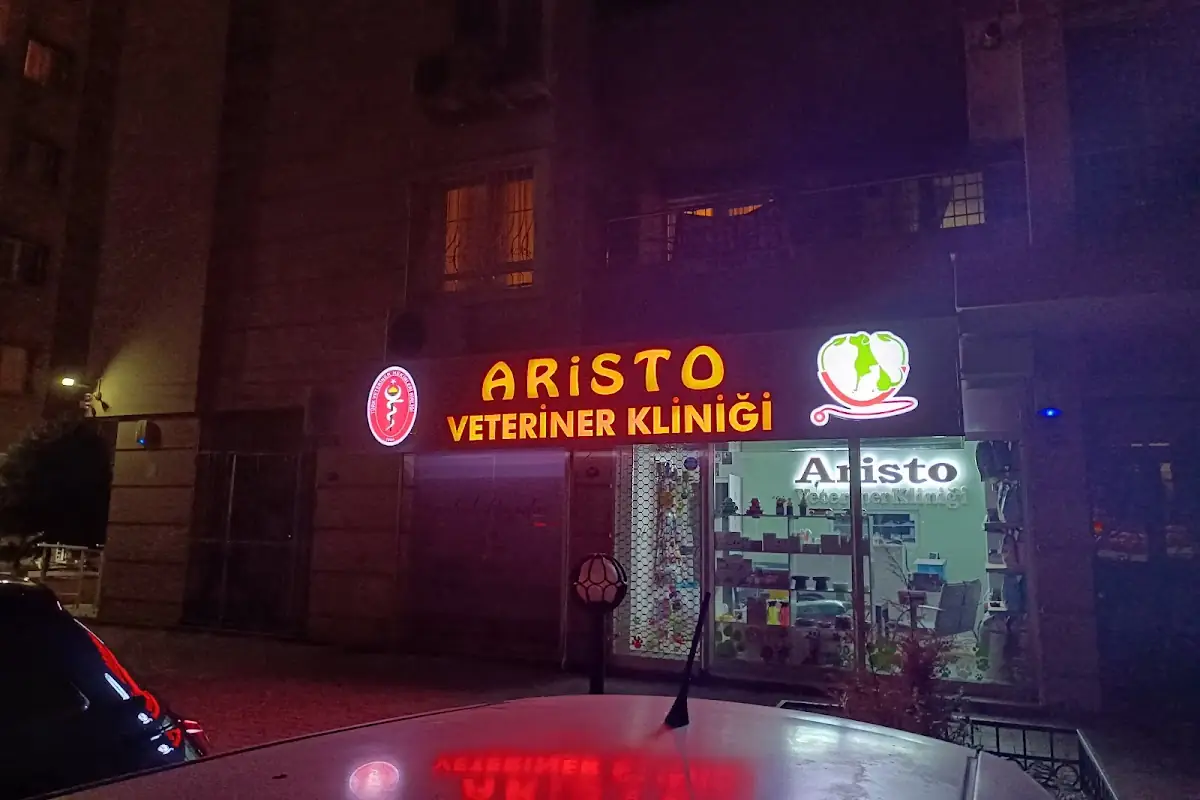 ARiSTO
VETERiNER KLiNiĞi
Aristo
Veteriner Kliniği